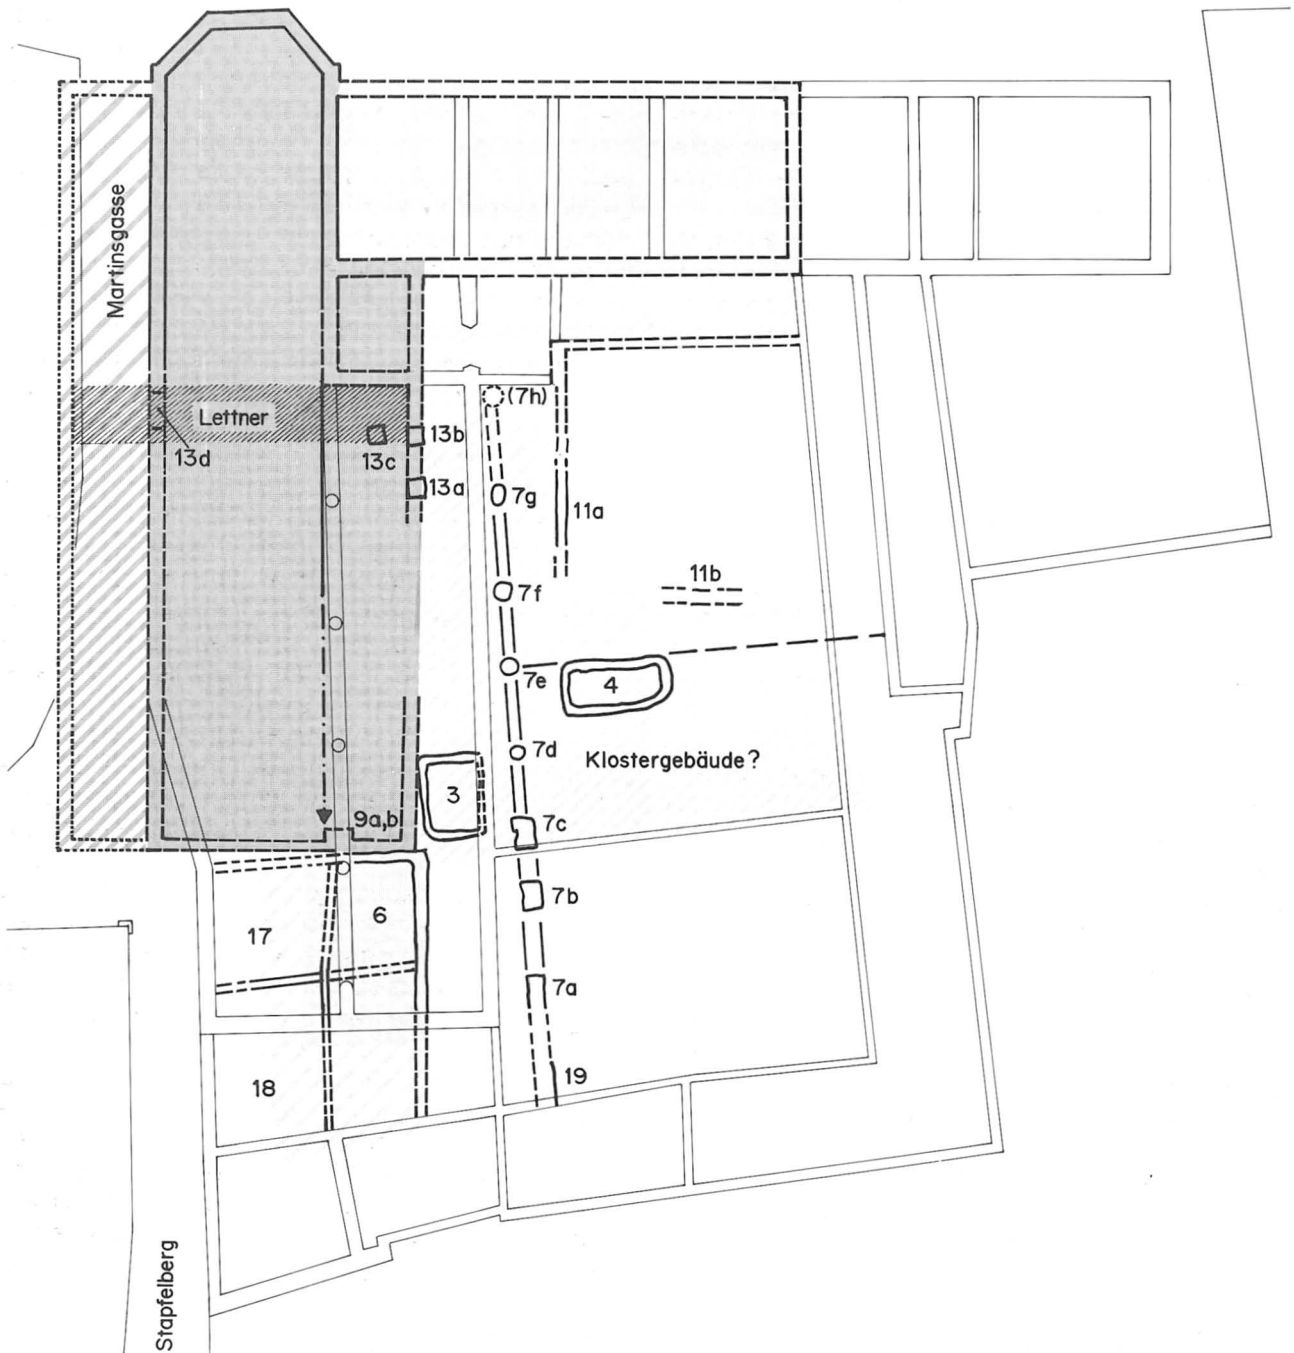 Martinsgasse
Lettner
(7h)
13b
13d
13c
13a
7g
11a
11b
7f
7e
4
7d
Klostergebäude?
3
9a,b
7c
7b
6
17
7a
19
18
Stapfelberg